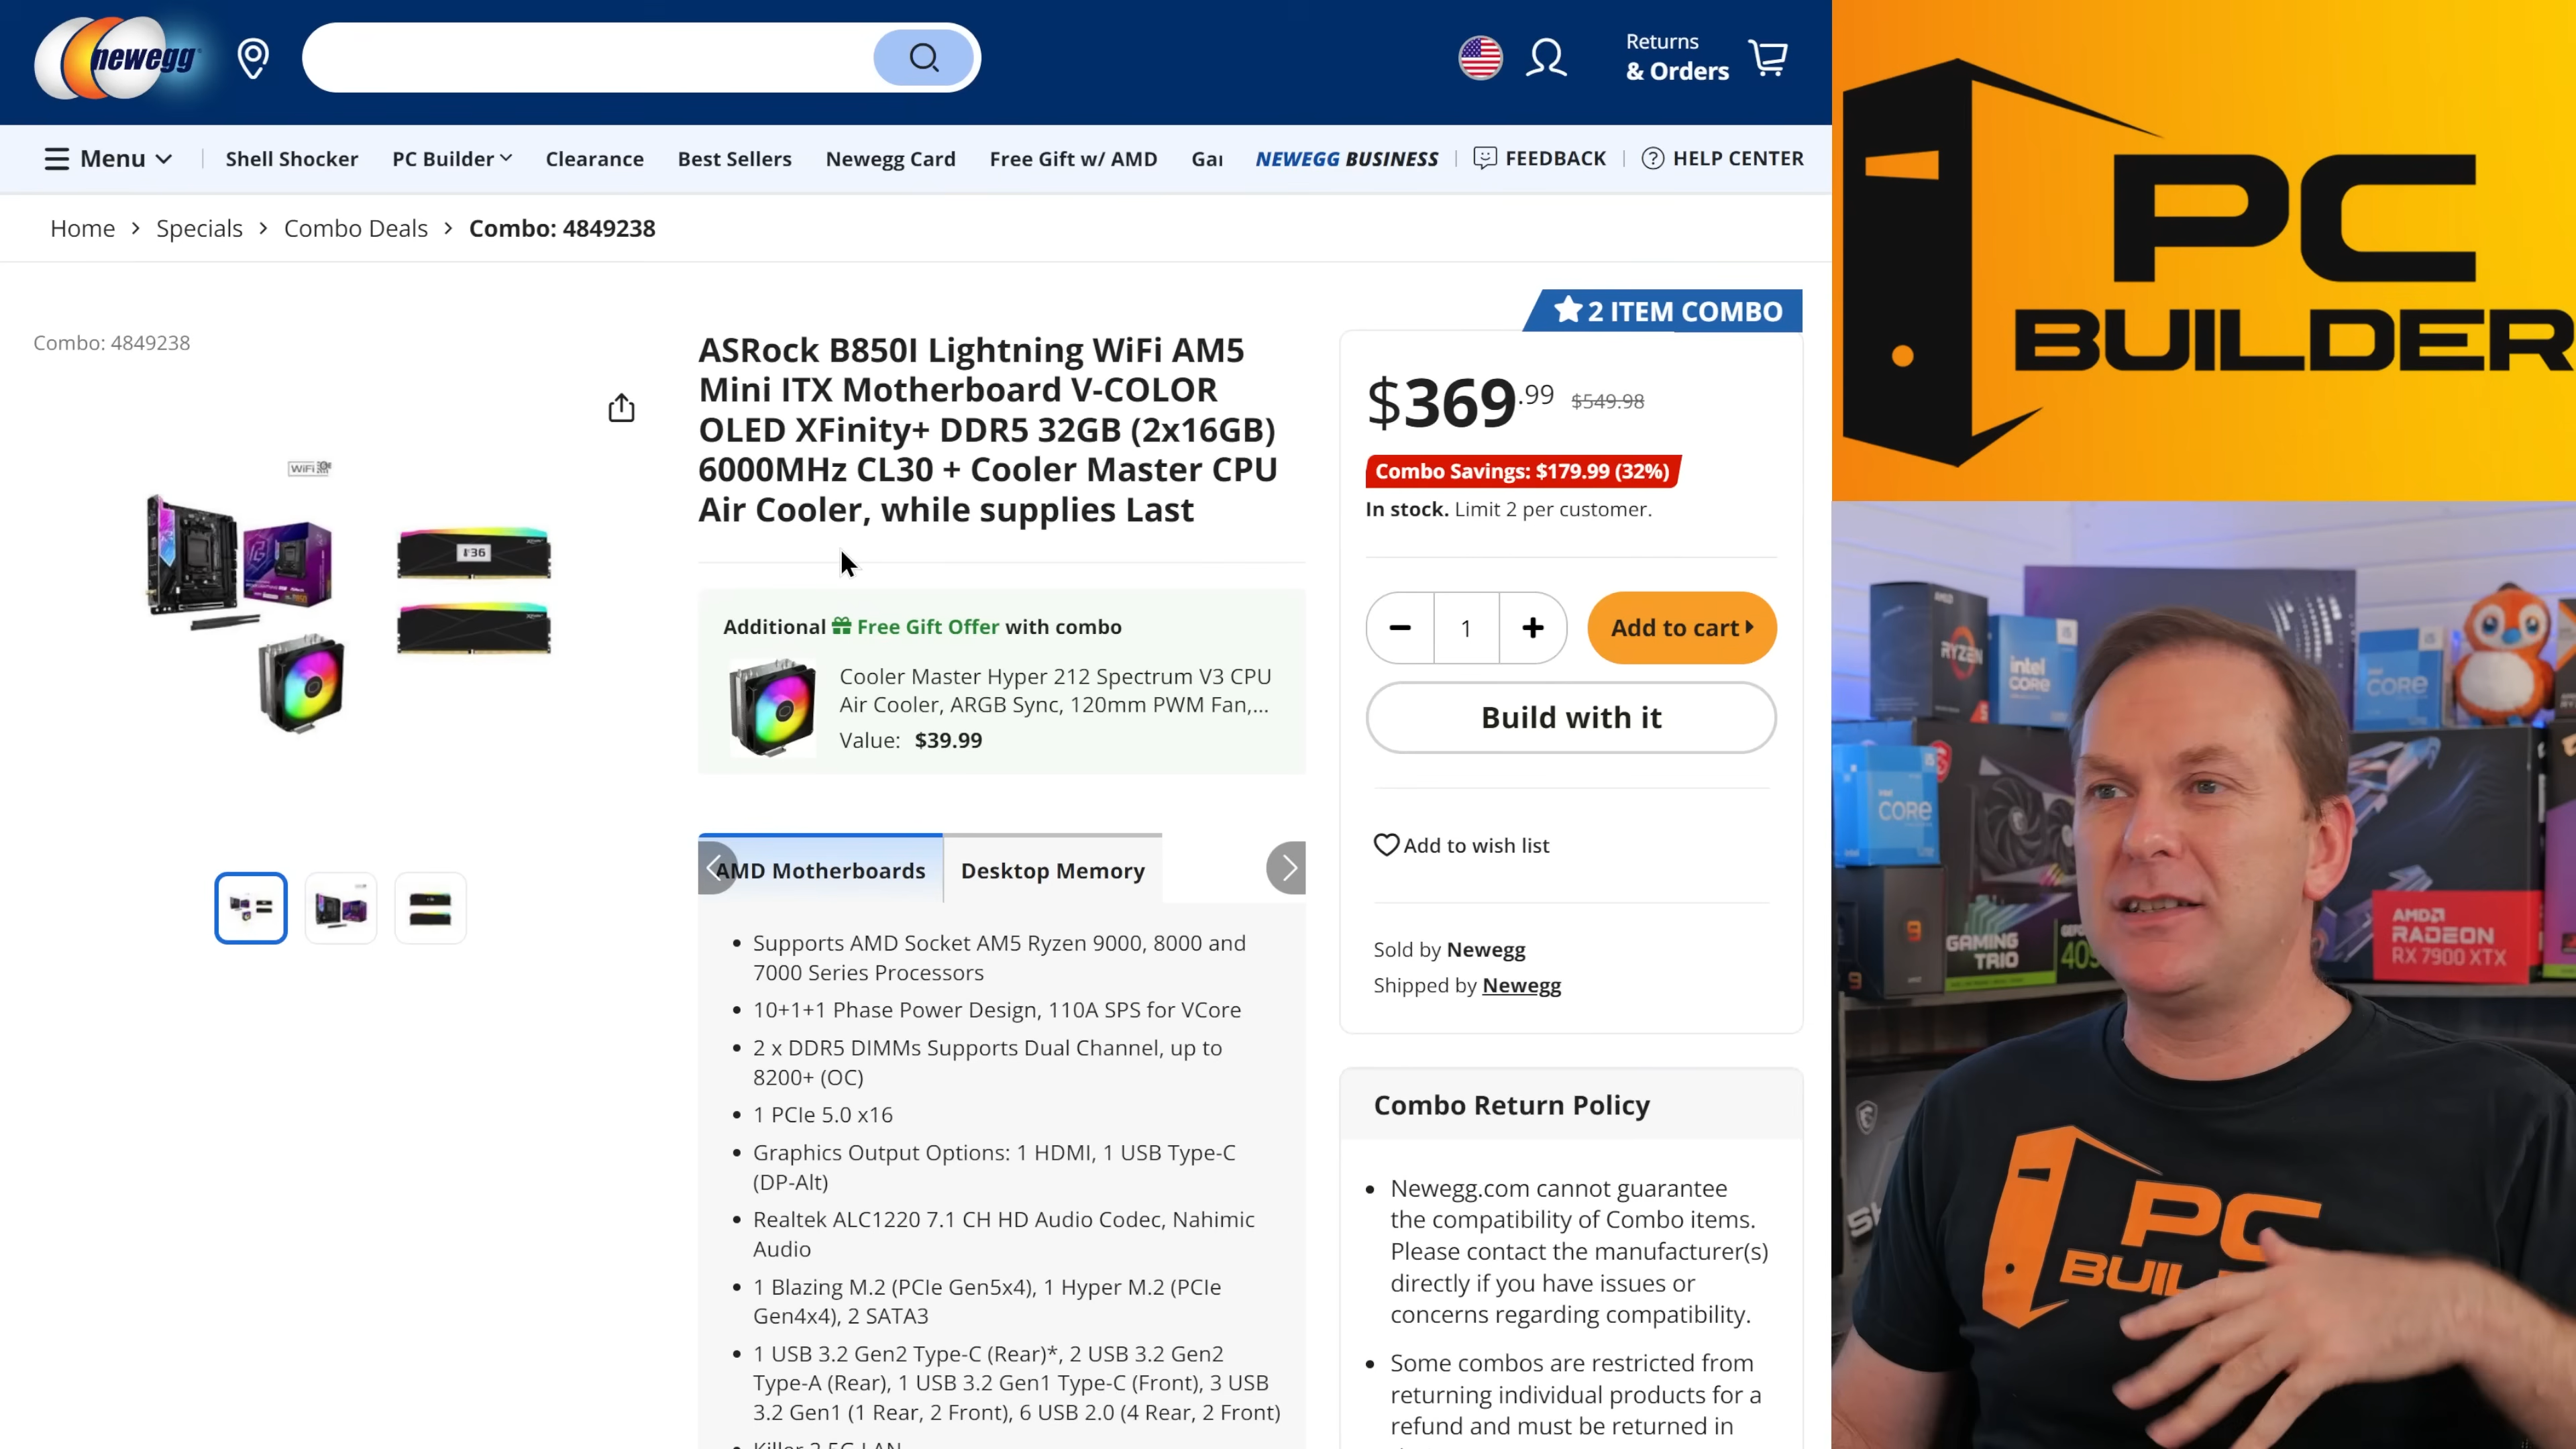 newegg
Returns
& Orders
Menu
Shell Shocker
PC Builder
Clearance
Best Sellers
Newegg Card
Free Gift w/ AMD
NEWEGG BUSINESS
FEEDBACK
HELP CENTER
Home > Specials > Combo Deals > Combo: 4849238
Combo: 4849238
WiFi
ASRock B850I Lightning WiFi AM5
Mini ITX Motherboard V-COLOR
OLED XFinity+ DDR5 32GB (2x16GB)
6000MHz CL30 + Cooler Master CPU
Air Cooler, while supplies Last
Additional Free Gift Offer with combo
Cooler Master Hyper 212 Spectrum V3 CPU
Air Cooler, ARGB Sync, 120mm PWM Fan,...
Value: $39.99
AMD Motherboards
Desktop Memory
• Supports AMD Socket AM5 Ryzen 9000, 8000 and
7000 Series Processors
• 10+1+1 Phase Power Design, 110A SPS for VCore
• 2 x DDR5 DIMMs Supports Dual Channel, up to
8200+ (OC)
• 1 PCIe 5.0 x16
• Graphics Output Options: 1 HDMI, 1 USB Type-C
(DP-Alt)
• Realtek ALC1220 7.1 CH HD Audio Codec, Nahimic
Audio
• 1 Blazing M.2 (PCIe Gen5x4), 1 Hyper M.2 (PCIe
Gen4x4), 2 SATA3
• 1 USB 3.2 Gen2 Type-C (Rear)*, 2 USB 3.2 Gen2
Type-A (Rear), 1 USB 3.2 Gen1 Type-C (Front), 3 USB
3.2 Gen1 (1 Rear, 2 Front), 6 USB 2.0 (4 Rear, 2 Front)
2 ITEM COMBO
$369.99 $549.98
Combo Savings: $179.99 (32%)
In stock. Limit 2 per customer.
− 1 +
Add to cart
Build with it
Add to wish list
Sold by Newegg
Shipped by Newegg
Combo Return Policy
• Newegg.com cannot guarantee
the compatibility of Combo items.
Please contact the manufacturer(s)
directly if you have issues or
concerns regarding compatibility.
• Some combos are restricted from
returning individual products for a
refund and must be returned in
PC
BUILDER
RYZEN
intel
CORE
CORE
CORE
GAMING
TRIO
AMD
RADEON
RX 7900 XTX
PC
BUIL